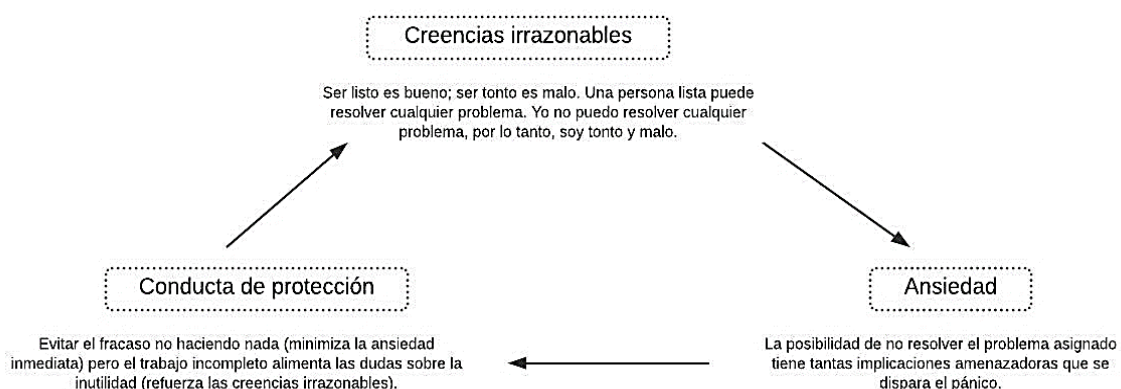 Creencias irrazonables
Ser listo es bueno; ser tonto es malo. Una persona lista puede
resolver cualquier problema. Yo no puedo resolver cualquier
problema, por lo tanto, soy tonto y malo.
Conducta de protección
Evitar el fracaso no haciendo nada (minimiza la ansiedad
inmediata) pero el trabajo incompleto alimenta las dudas sobre la
inutilidad (refuerza las creencias irrazonables).
Ansiedad
La posibilidad de no resolver el problema asignado
tiene tantas implicaciones amenazadoras que se
dispara el pánico.